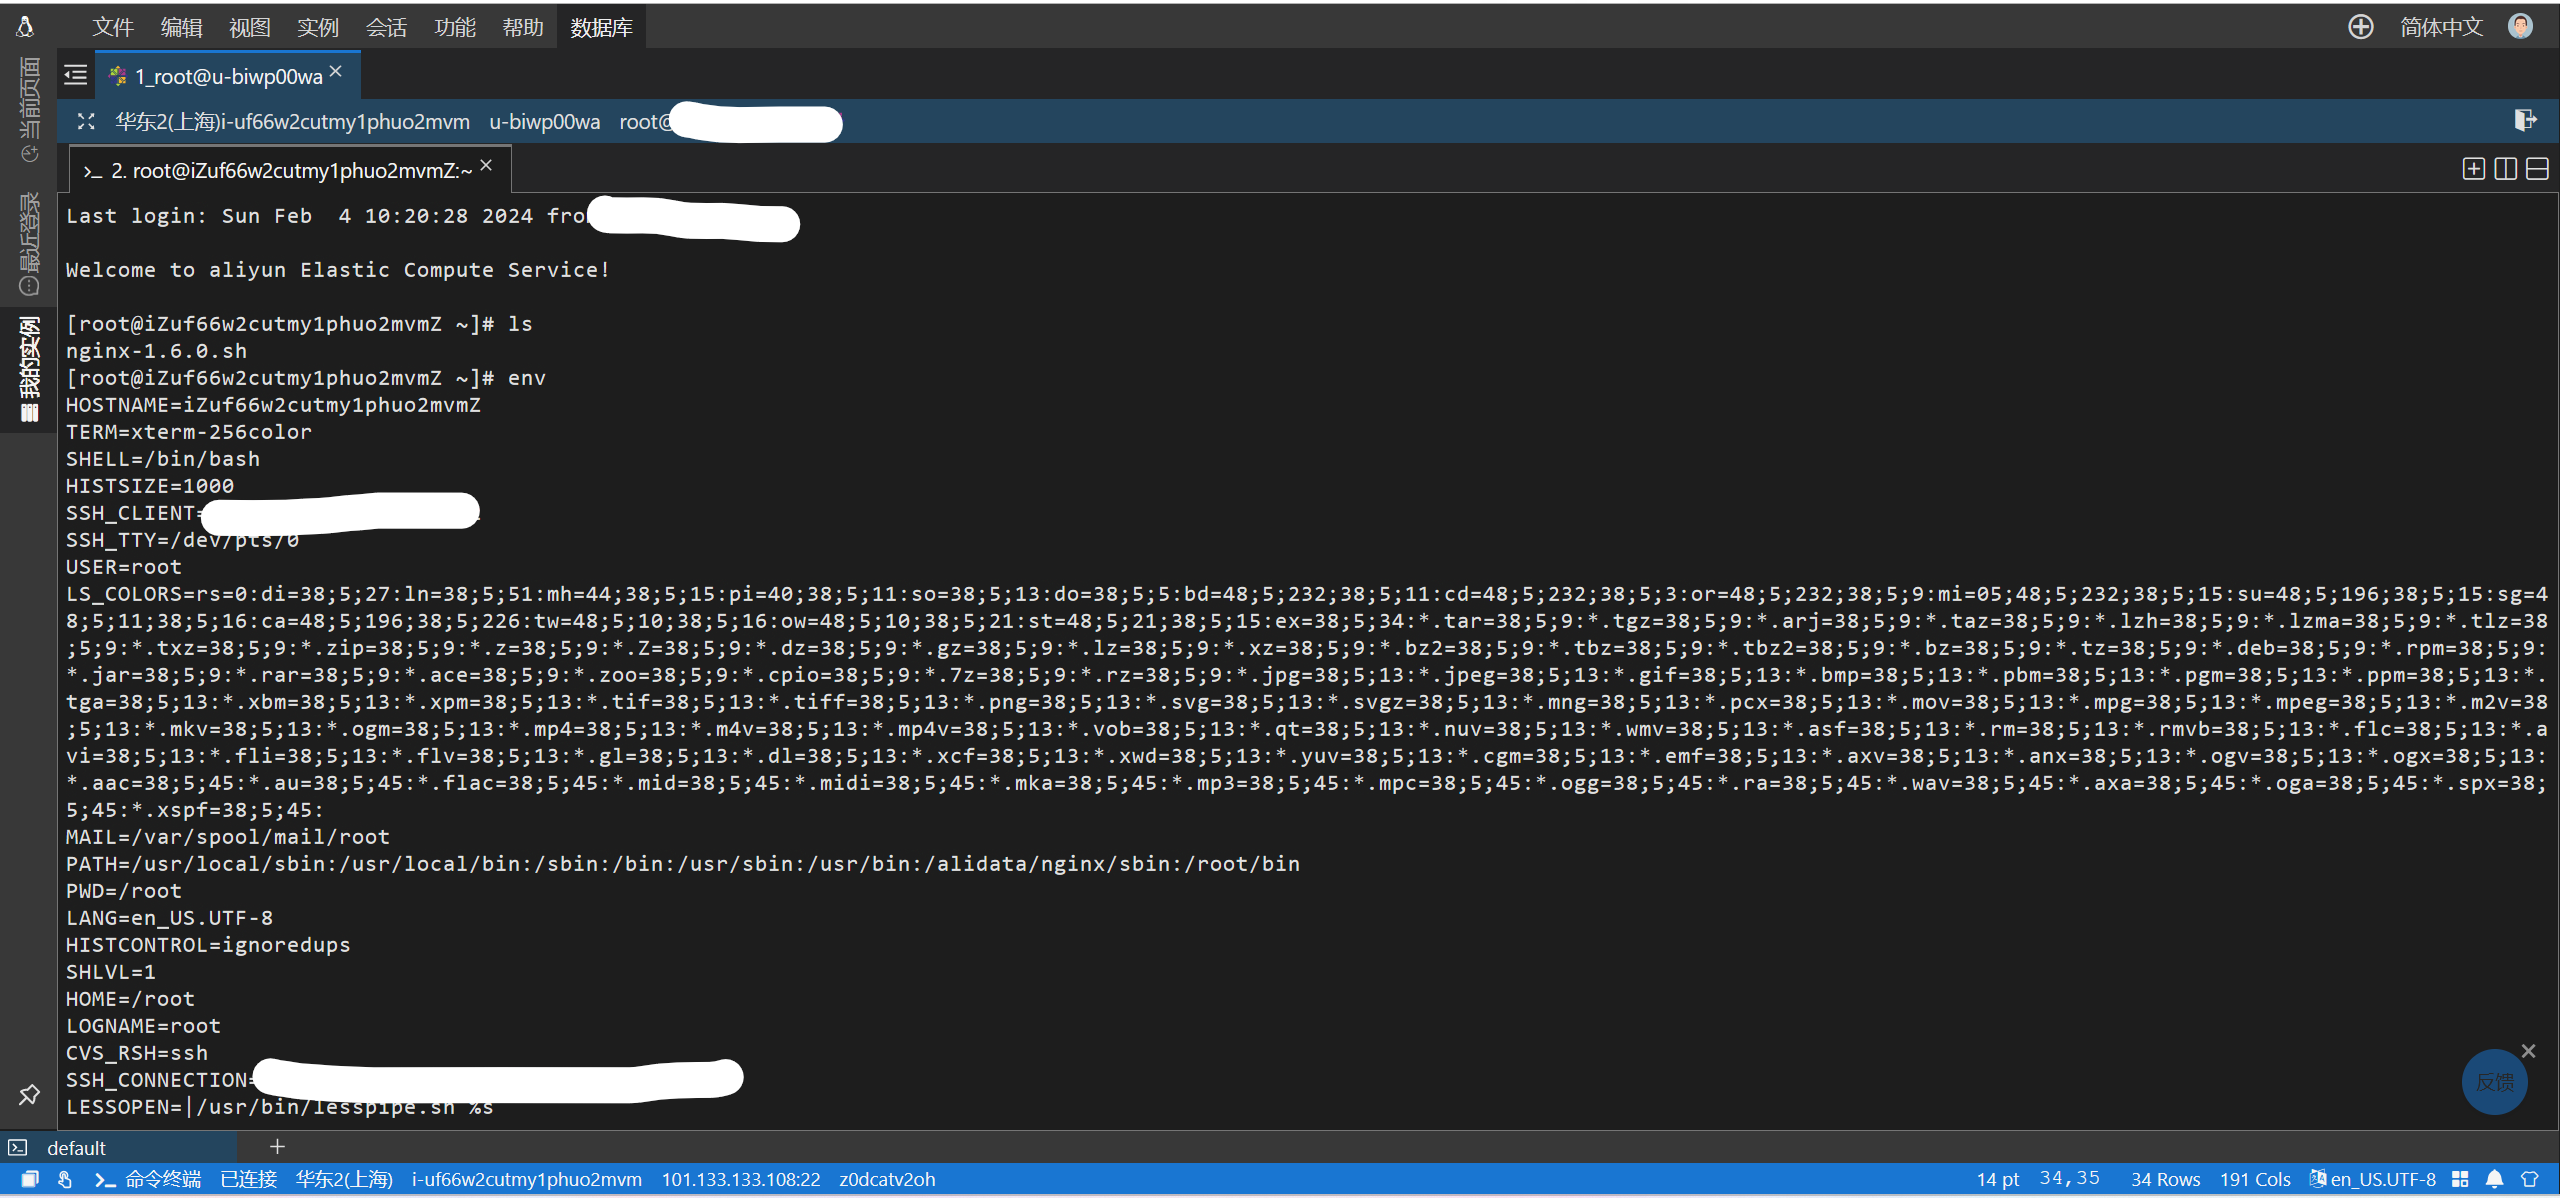 文件 编辑 视图 实例 会话 功能 帮助 数据库 简体中文
当前页面
最近登录
我的实例
1_root@u-biwp00wa
华东2(上海)i-uf66w2cutmy1phuo2mvm u-biwp00wa root@
2. root@iZuf66w2cutmy1phuo2mvmZ:~
Last login: Sun Feb  4 10:20:28 2024 fro
Welcome to aliyun Elastic Compute Service!
[root@iZuf66w2cutmy1phuo2mvmZ ~]# ls
nginx-1.6.0.sh
[root@iZuf66w2cutmy1phuo2mvmZ ~]# env
HOSTNAME=iZuf66w2cutmy1phuo2mvmZ
TERM=xterm-256color
SHELL=/bin/bash
HISTSIZE=1000
SSH_CLIENT=
SSH_TTY=/dev/pts/0
USER=root
LS_COLORS=rs=0:di=38;5;27:ln=38;5;51:mh=44;38;5;15:pi=40;38;5;11:so=38;5;13:do=38;5;5:bd=48;5;232;38;5;11:cd=48;5;232;38;5;3:or=48;5;232;38;5;9:mi=05;48;5;232;38;5;15:su=48;5;196;38;5;15:sg=4
8;5;11;38;5;16:ca=48;5;196;38;5;226:tw=48;5;10;38;5;16:ow=48;5;10;38;5;21:st=48;5;21;38;5;15:ex=38;5;34:*.tar=38;5;9:*.tgz=38;5;9:*.arj=38;5;9:*.taz=38;5;9:*.lzh=38;5;9:*.lzma=38;5;9:*.tlz=38
;5;9:*.txz=38;5;9:*.zip=38;5;9:*.z=38;5;9:*.Z=38;5;9:*.dz=38;5;9:*.gz=38;5;9:*.lz=38;5;9:*.xz=38;5;9:*.bz2=38;5;9:*.tbz=38;5;9:*.tbz2=38;5;9:*.bz=38;5;9:*.tz=38;5;9:*.deb=38;5;9:*.rpm=38;5;9:
*.jar=38;5;9:*.rar=38;5;9:*.ace=38;5;9:*.zoo=38;5;9:*.cpio=38;5;9:*.7z=38;5;9:*.rz=38;5;9:*.jpg=38;5;13:*.jpeg=38;5;13:*.gif=38;5;13:*.bmp=38;5;13:*.pbm=38;5;13:*.pgm=38;5;13:*.ppm=38;5;13:*.
tga=38;5;13:*.xbm=38;5;13:*.xpm=38;5;13:*.tif=38;5;13:*.tiff=38;5;13:*.png=38;5;13:*.svg=38;5;13:*.svgz=38;5;13:*.mng=38;5;13:*.pcx=38;5;13:*.mov=38;5;13:*.mpg=38;5;13:*.mpeg=38;5;13:*.m2v=38
;5;13:*.mkv=38;5;13:*.ogm=38;5;13:*.mp4=38;5;13:*.m4v=38;5;13:*.mp4v=38;5;13:*.vob=38;5;13:*.qt=38;5;13:*.nuv=38;5;13:*.wmv=38;5;13:*.asf=38;5;13:*.rm=38;5;13:*.rmvb=38;5;13:*.flc=38;5;13:*.a
vi=38;5;13:*.fli=38;5;13:*.flv=38;5;13:*.gl=38;5;13:*.dl=38;5;13:*.xcf=38;5;13:*.xwd=38;5;13:*.yuv=38;5;13:*.cgm=38;5;13:*.emf=38;5;13:*.axv=38;5;13:*.anx=38;5;13:*.ogv=38;5;13:*.ogx=38;5;13:
*.aac=38;5;45:*.au=38;5;45:*.flac=38;5;45:*.mid=38;5;45:*.midi=38;5;45:*.mka=38;5;45:*.mp3=38;5;45:*.mpc=38;5;45:*.ogg=38;5;45:*.ra=38;5;45:*.wav=38;5;45:*.axa=38;5;45:*.oga=38;5;45:*.spx=38;
5;45:*.xspf=38;5;45:
MAIL=/var/spool/mail/root
PATH=/usr/local/sbin:/usr/local/bin:/sbin:/bin:/usr/sbin:/usr/bin:/alidata/nginx/sbin:/root/bin
PWD=/root
LANG=en_US.UTF-8
HISTCONTROL=ignoredups
SHLVL=1
HOME=/root
LOGNAME=root
CVS_RSH=ssh
SSH_CONNECTION=
LESSOPEN=|/usr/bin/lesspipe.sh %s
反馈
default
命令终端 已连接 华东2(上海) i-uf66w2cutmy1phuo2mvm 101.133.133.108:22 z0dcatv2oh 14 pt 34,35 34 Rows 191 Cols en_US.UTF-8